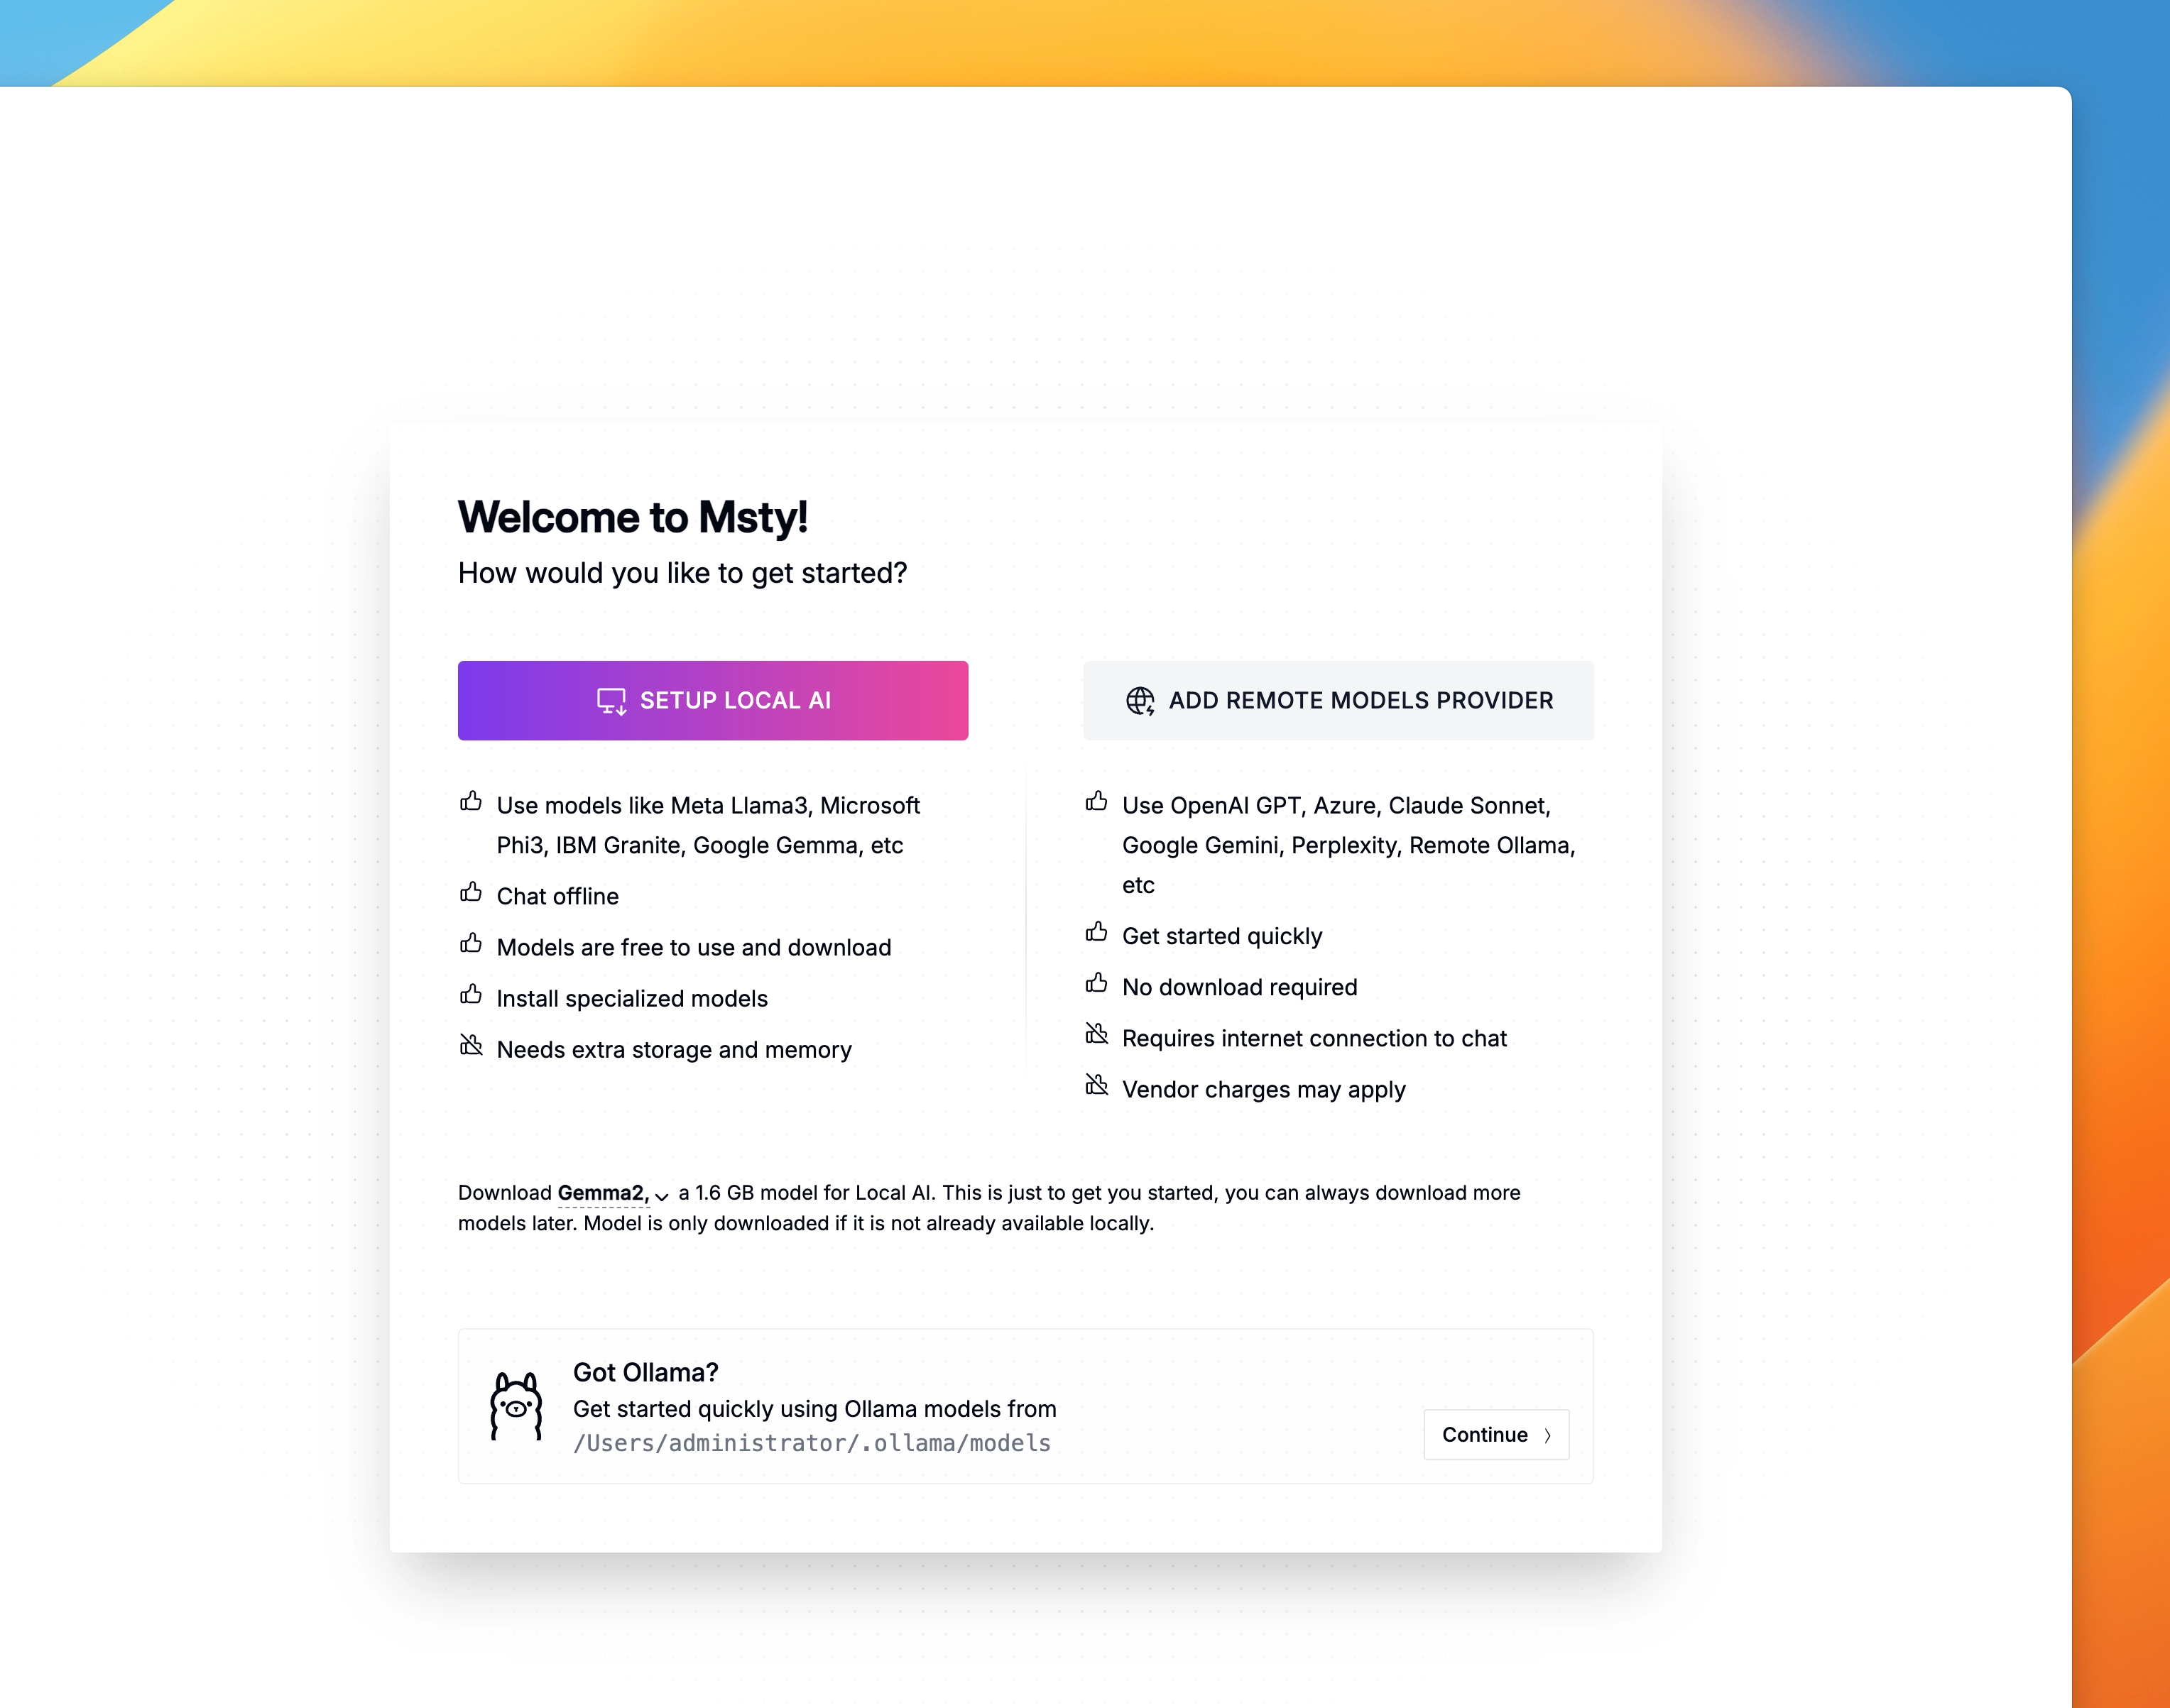 Welcome to Msty!
How would you like to get started?
SETUP LOCAL AI
Use models like Meta Llama3, Microsoft
Phi3, IBM Granite, Google Gemma, etc
Chat offline
Models are free to use and download
Install specialized models
Needs extra storage and memory
ADD REMOTE MODELS PROVIDER
Use OpenAI GPT, Azure, Claude Sonnet,
Google Gemini, Perplexity, Remote Ollama,
etc
Get started quickly
No download required
Requires internet connection to chat
Vendor charges may apply
Download Gemma2, a 1.6 GB model for Local AI. This is just to get you started, you can always download more
models later. Model is only downloaded if it is not already available locally.
Got Ollama?
Get started quickly using Ollama models from
/Users/administrator/.ollama/models
Continue